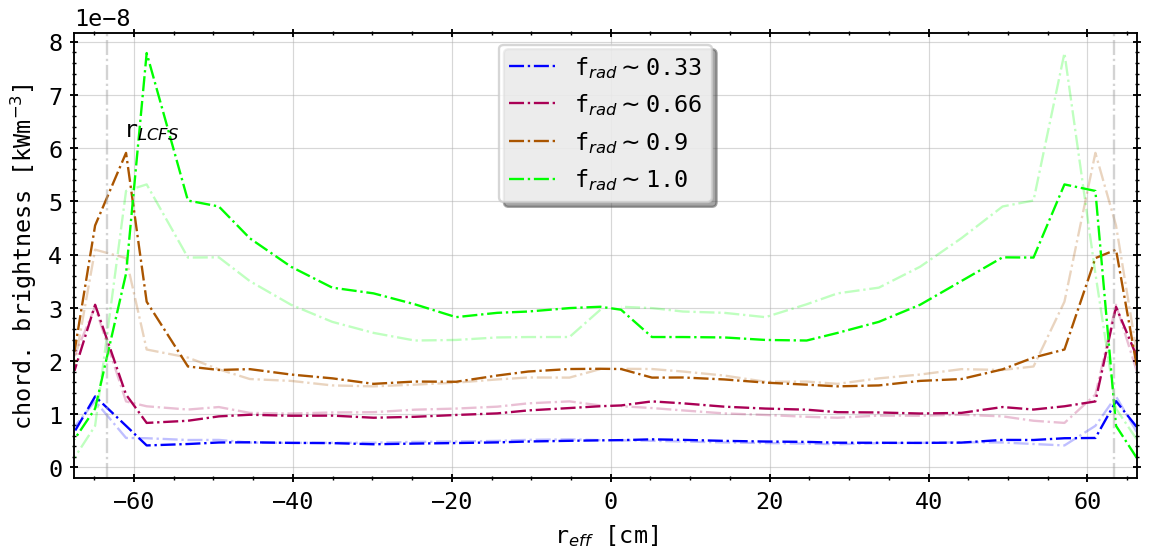 1e−8
chord. brightness [kWm⁻³]
8
7
6
5
4
3
2
1
0
r_LCFS
f_rad ∼ 0.33
f_rad ∼ 0.66
f_rad ∼ 0.9
f_rad ∼ 1.0
−60 −40 −20 0 20 40 60
r_eff [cm]